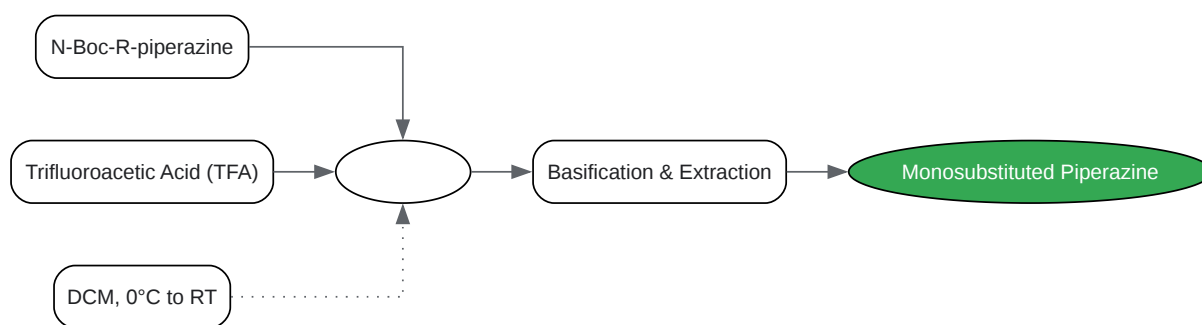 N-Boc-R-piperazine
Trifluoroacetic Acid (TFA)
Basification & Extraction
Monosubstituted Piperazine
DCM, 0°C to RT